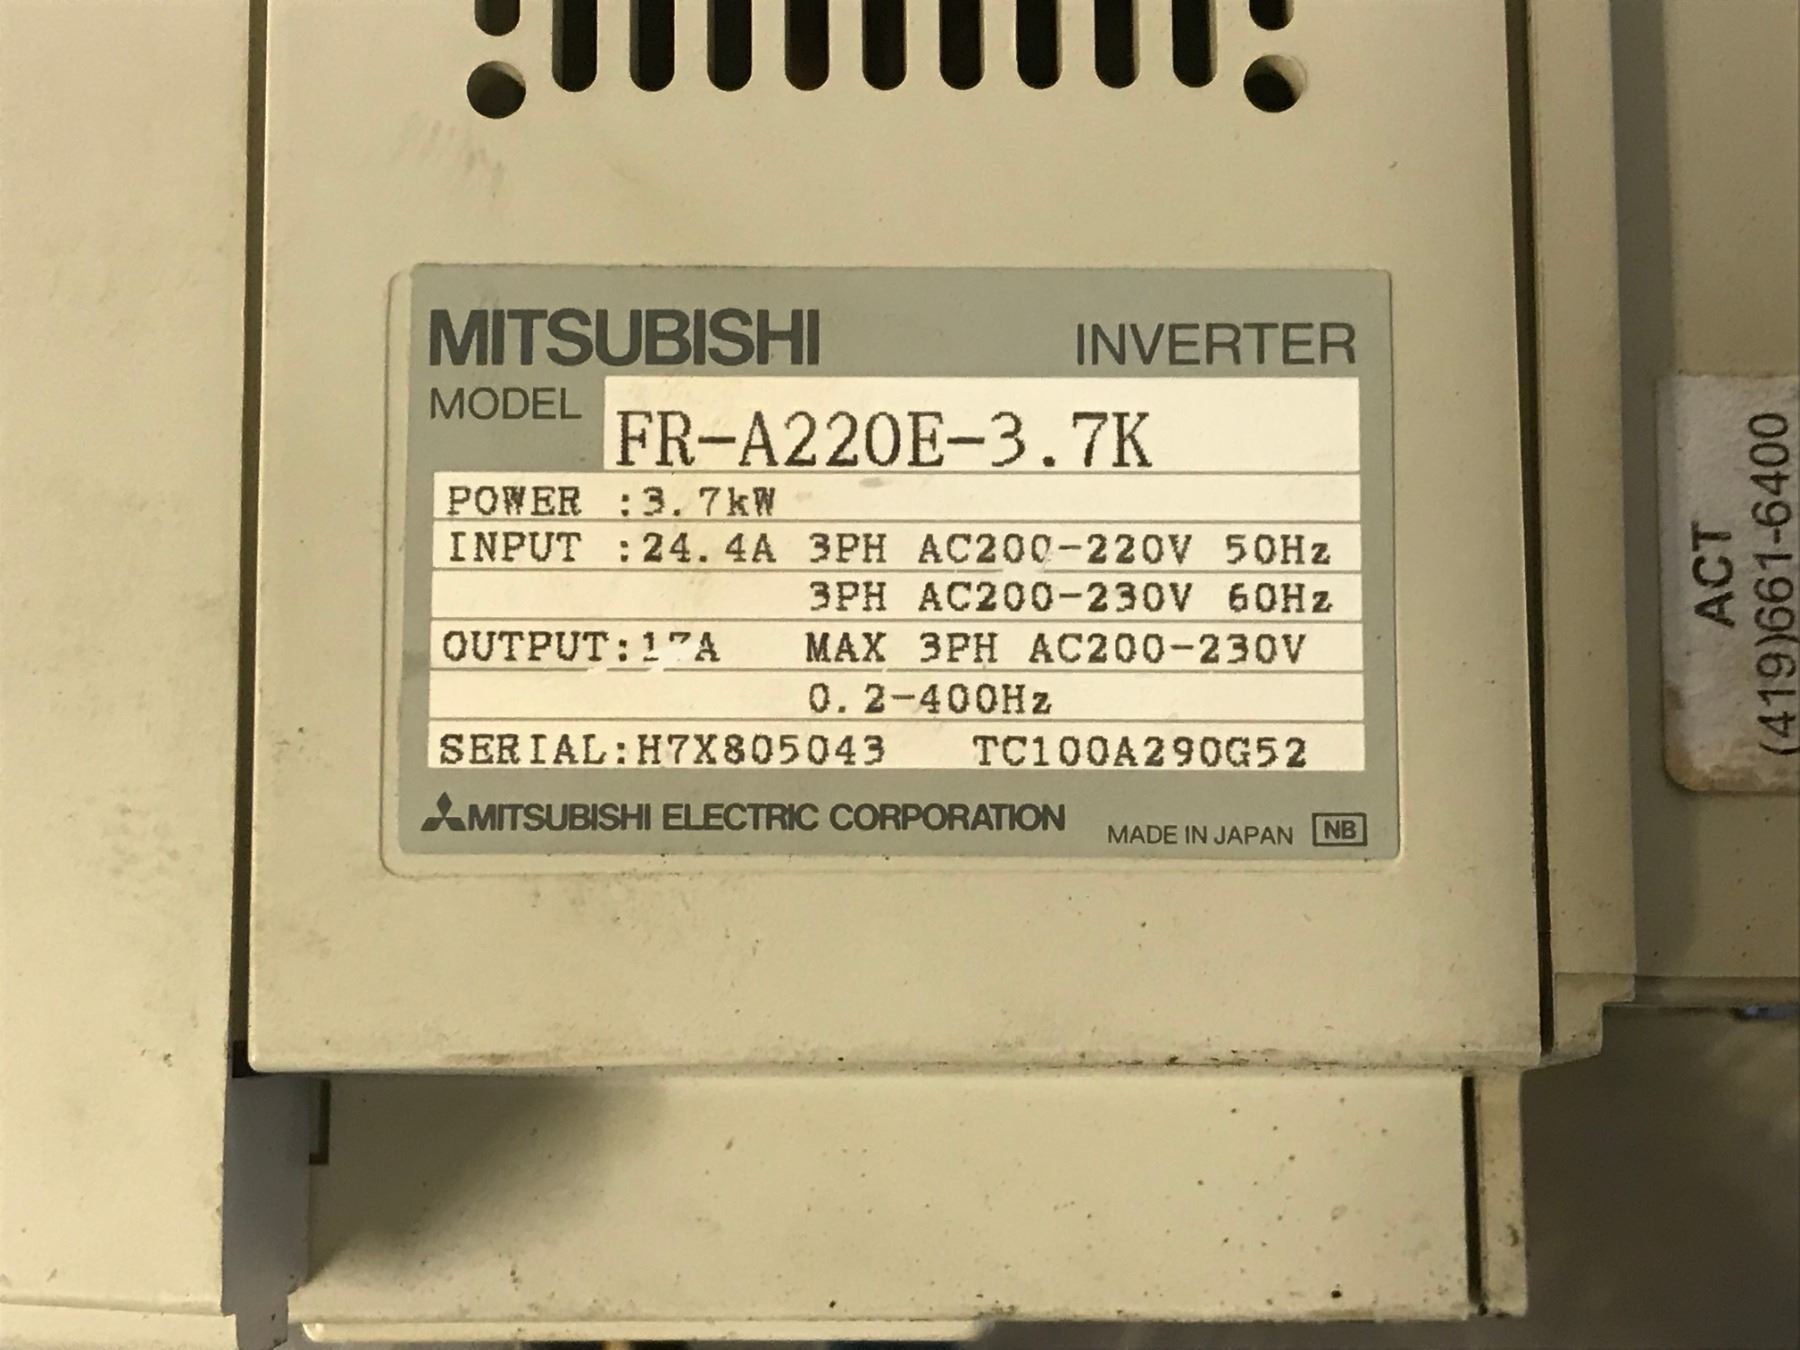 MITSUBISHI INVERTER
MODEL FR-A220E-3.7K
POWER :3.7kW
INPUT :24.4A 3PH AC200-220V 50Hz
3PH AC200-230V 60Hz
OUTPUT:17A MAX 3PH AC200-230V
0.2-400Hz
SERIAL:H7X805043 TC100A290G52
MITSUBISHI ELECTRIC CORPORATION MADE IN JAPAN NB
ACT
(419)661-6400